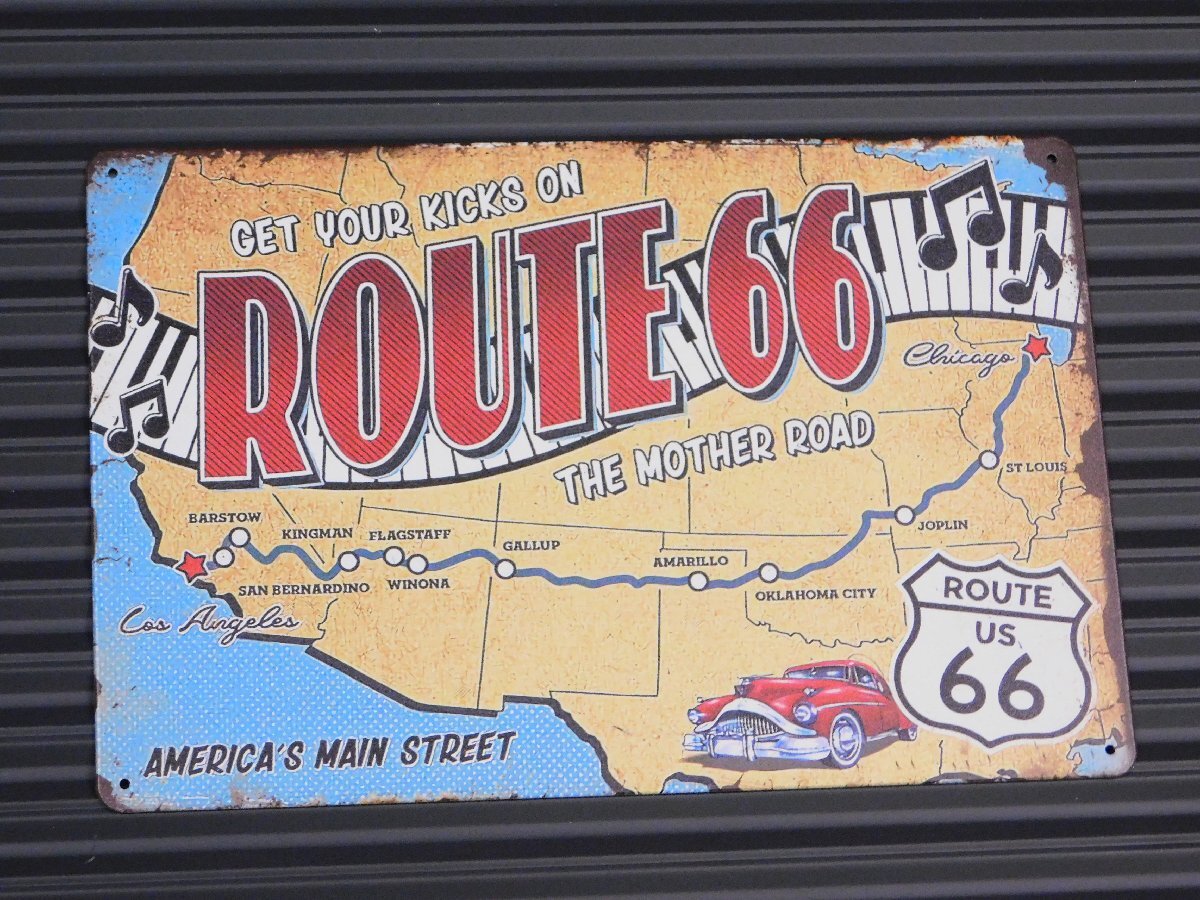 GET YOUR KICKS ON
ROUTE 66
THE MOTHER ROAD
Chicago
ST LOUIS
JOPLIN
BARSTOW
KINGMAN
FLAGSTAFF
GALLUP
AMARILLO
SAN BERNARDINO
WINONA
OKLAHOMA CITY
Los Angeles
ROUTE
US
66
AMERICA'S MAIN STREET